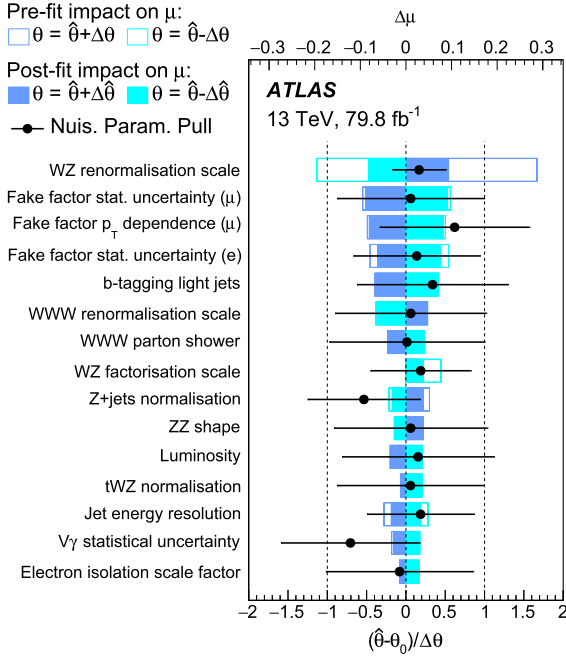 Pre-fit impact on μ:
θ = θ̂+Δθ θ = θ̂-Δθ
Post-fit impact on μ:
θ = θ̂+Δθ̂ θ = θ̂-Δθ̂
Nuis. Param. Pull
Δμ
−0.3 −0.2 −0.1 0 0.1 0.2 0.3
ATLAS
13 TeV, 79.8 fb⁻¹
WZ renormalisation scale
Fake factor stat. uncertainty (μ)
Fake factor p_T dependence (μ)
Fake factor stat. uncertainty (e)
b-tagging light jets
WWW renormalisation scale
WWW parton shower
WZ factorisation scale
Z+jets normalisation
ZZ shape
Luminosity
tWZ normalisation
Jet energy resolution
Vγ statistical uncertainty
Electron isolation scale factor
−2 −1.5 −1 −0.5 0 0.5 1 1.5 2
(θ̂-θ₀)/Δθ